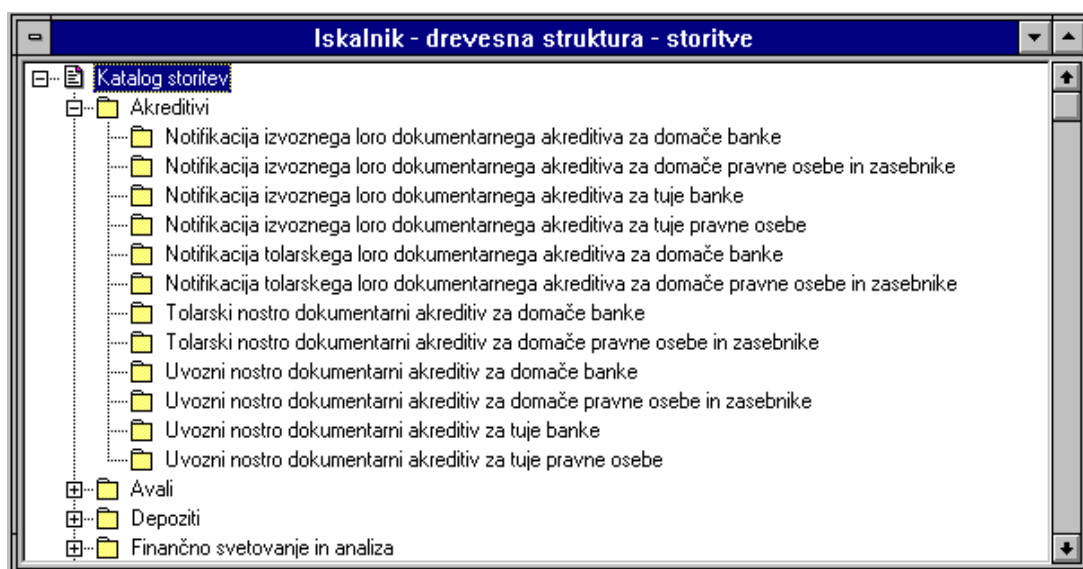 Iskalnik - drevesna struktura - storitve
Katalog storitev
Akreditivi
Notifikacija izvoznega loro dokumentarnega akreditiva za domače banke
Notifikacija izvoznega loro dokumentarnega akreditiva za domače pravne osebe in zasebnike
Notifikacija izvoznega loro dokumentarnega akreditiva za tuje banke
Notifikacija izvoznega loro dokumentarnega akreditiva za tuje pravne osebe
Notifikacija tolarskega loro dokumentarnega akreditiva za domače banke
Notifikacija tolarskega loro dokumentarnega akreditiva za domače pravne osebe in zasebnike
Tolarski nostro dokumentarni akreditiv za domače banke
Tolarski nostro dokumentarni akreditiv za domače pravne osebe in zasebnike
Uvozni nostro dokumentarni akreditiv za domače banke
Uvozni nostro dokumentarni akreditiv za domače pravne osebe in zasebnike
Uvozni nostro dokumentarni akreditiv za tuje banke
Uvozni nostro dokumentarni akreditiv za tuje pravne osebe
Avali
Depoziti
Finančno svetovanje in analiza